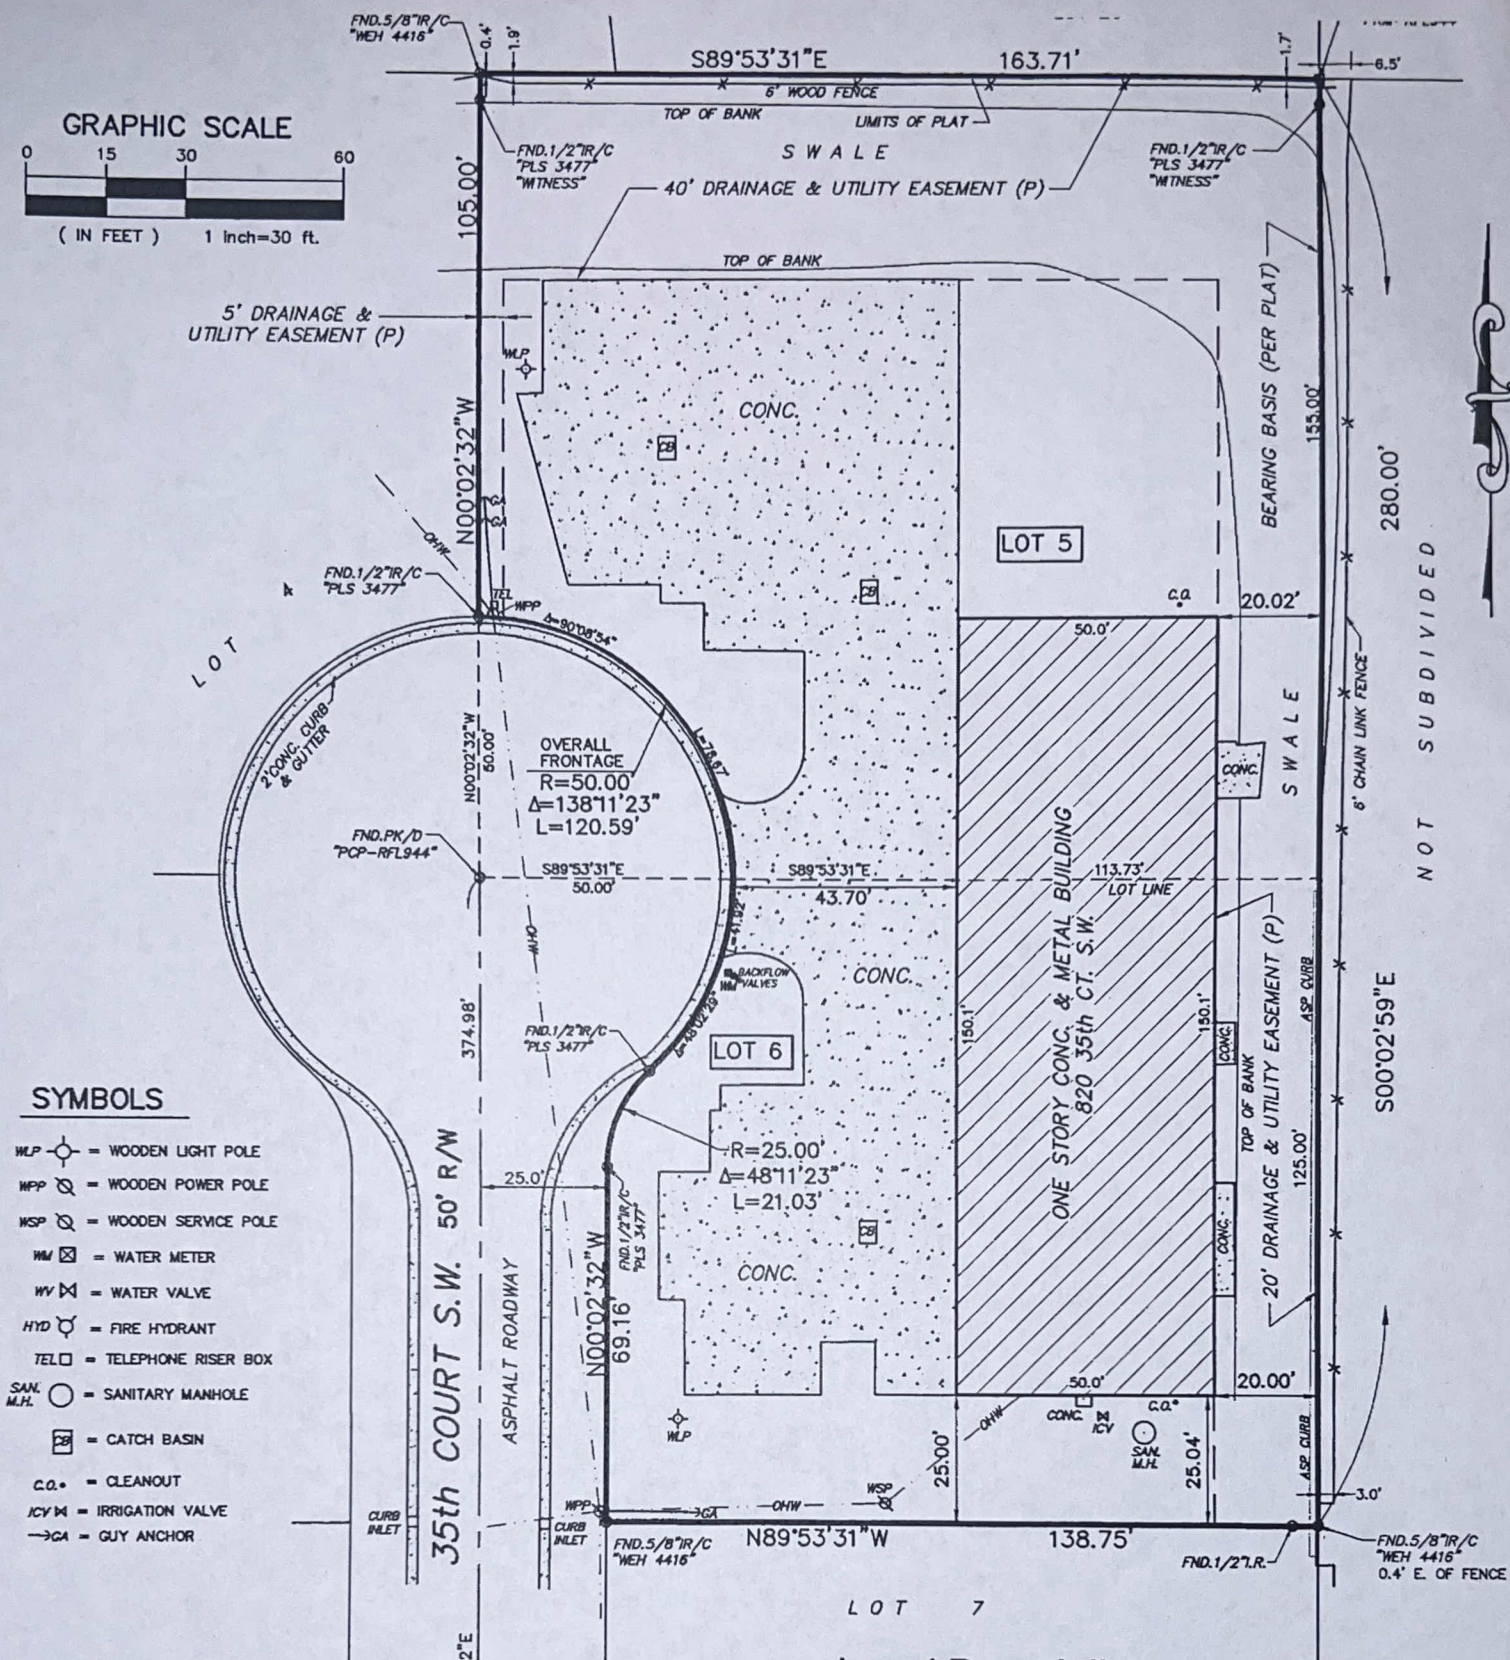 FND.5/8"IR/C
"WEH 4416"
0.4'
1.9'
S89°53'31"E 163.71'
1.7'
6.5'
6' WOOD FENCE
TOP OF BANK
LIMITS OF PLAT
GRAPHIC SCALE
0 15 30 60
( IN FEET ) 1 inch=30 ft.
105.00'
FND.1/2"IR/C
"PLS 3477"
"WITNESS"
SWALE
FND.1/2"IR/C
"PLS 3477"
"WITNESS"
40' DRAINAGE & UTILITY EASEMENT (P)
TOP OF BANK
5' DRAINAGE &
UTILITY EASEMENT (P)
WLP
CONC.
CB
N00°02'32"W
GA
GA
OHW
BEARING BASIS (PER PLAT)
155.00'
280.00'
LOT 5
FND.1/2"IR/C
"PLS 3477"
TEL
WPP
LOT 4
CB
C.O.
20.02'
50.0'
NOT SUBDIVIDED
Δ=90°08'54"
L=78.67'
2' CONC. CURB
& GUTTER
N00°02'32"W
50.00'
OVERALL
FRONTAGE
R=50.00'
Δ=138°11'23"
L=120.59'
SWALE
CONC.
6' CHAIN LINK FENCE
FND.PK/D
"PCP-RFL944"
S89°53'31"E
50.00'
S89°53'31"E
43.70'
113.73'
LOT LINE
ONE STORY CONC. & METAL BUILDING
820 35th CT. S.W.
L=41.92'
OHW
BACKFLOW
VALVES
WM
CONC.
374.98'
FND.1/2"IR/C
"PLS 3477"
Δ=48°02'29"
LOT 6
150.1'
150.1'
CONC.
TOP OF BANK
20' DRAINAGE & UTILITY EASEMENT (P)
ASP CURB
S00°02'59"E
125.00'
SYMBOLS
WLP = WOODEN LIGHT POLE
WPP = WOODEN POWER POLE
WSP = WOODEN SERVICE POLE
WM = WATER METER
WV = WATER VALVE
HYD = FIRE HYDRANT
TEL = TELEPHONE RISER BOX
SAN. M.H. = SANITARY MANHOLE
CB = CATCH BASIN
C.O. = CLEANOUT
ICV = IRRIGATION VALVE
GA = GUY ANCHOR
R=25.00'
Δ=48°11'23"
L=21.03'
25.0'
FND.1/2"IR/C
"PLS 3477"
35th COURT S.W. 50' R/W
ASPHALT ROADWAY
N00°02'32"W
69.16'
CB
CONC.
CONC.
50.0'
20.00'
WLP
OHW
CONC.
ICV
C.O.
SAN.
M.H.
25.00'
25.04'
ASP CURB
WSP
WPP
OHW
GA
3.0'
CURB
INLET
CURB
INLET
FND.5/8"IR/C
"WEH 4416"
N89°53'31"W 138.75'
FND.1/2"I.R.
FND.5/8"IR/C
"WEH 4416"
0.4' E. OF FENCE
LOT 7
2"E